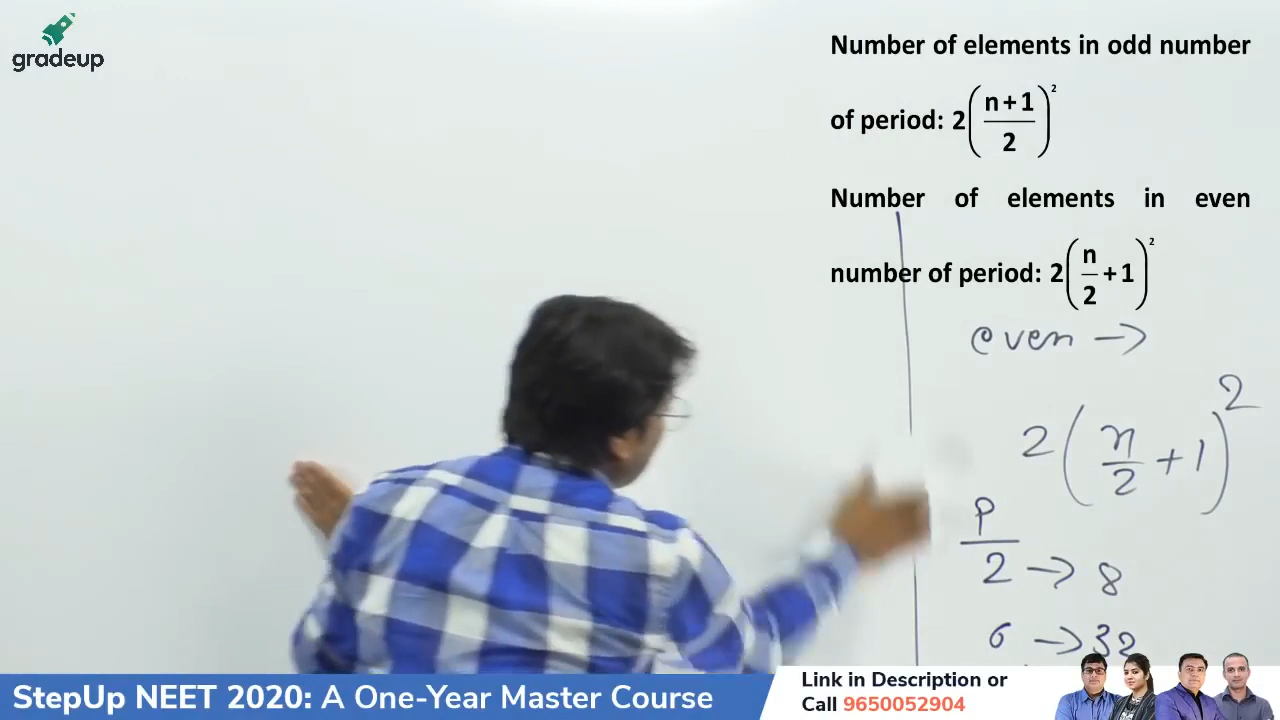 gradeup
Number of elements in odd number
of period: 2((n+1)/2)²
Number of elements in even
number of period: 2(n/2+1)²
even →
2(n/2+1)²
P
2 → 8
6 → 32
StepUp NEET 2020: A One-Year Master Course
Link in Description or
Call 9650052904